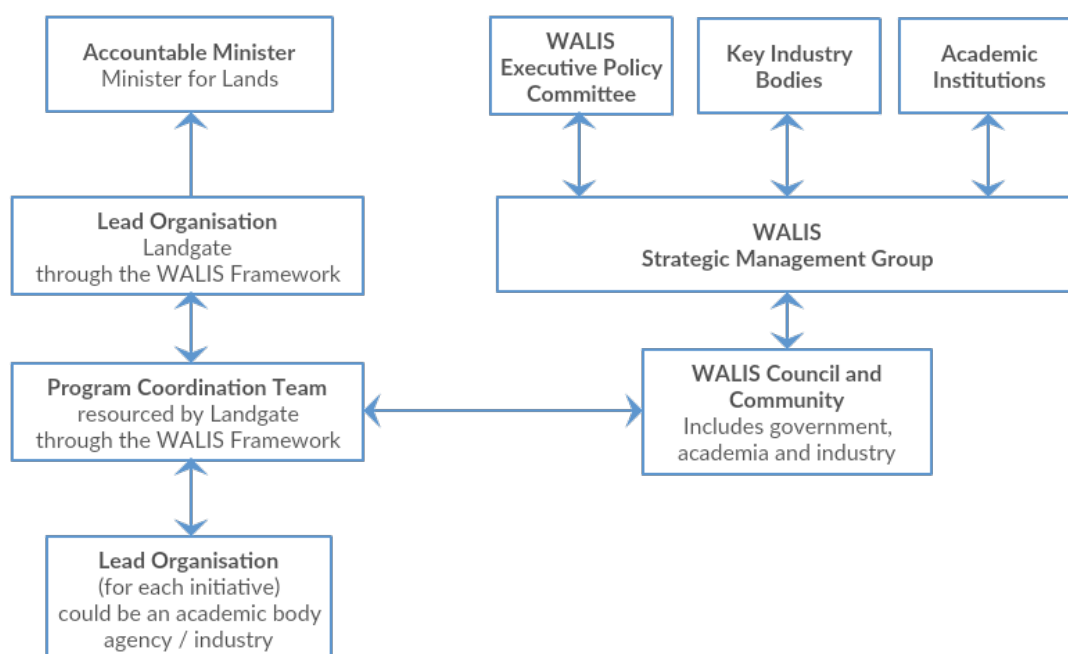 Accountable Minister
Minister for Lands
WALIS
Executive Policy
Committee
Key Industry
Bodies
Academic
Institutions
Lead Organisation
Landgate
through the WALIS Framework
WALIS
Strategic Management Group
Program Coordination Team
resourced by Landgate
through the WALIS Framework
WALIS Council and
Community
Includes government,
academia and industry
Lead Organisation
(for each initiative)
could be an academic body
agency / industry